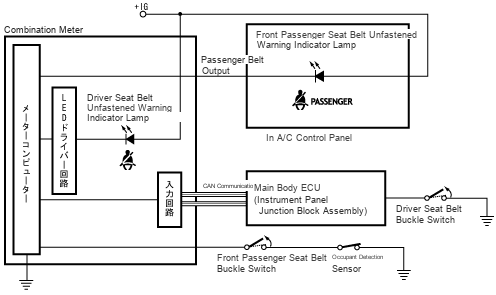 +IG
Combination Meter
Front Passenger Seat Belt Unfastened
Warning Indicator Lamp
Passenger Belt
Output
PASSENGER
In A/C Control Panel
メーターコンピューター
LEDドライバー回路
Driver Seat Belt
Unfastened Warning
Indicator Lamp
入力回路
CAN Communicatio
Main Body ECU
(Instrument Panel
Junction Block Assembly)
Driver Seat Belt
Buckle Switch
Front Passenger Seat Belt
Buckle Switch
Occupant Detection
Sensor